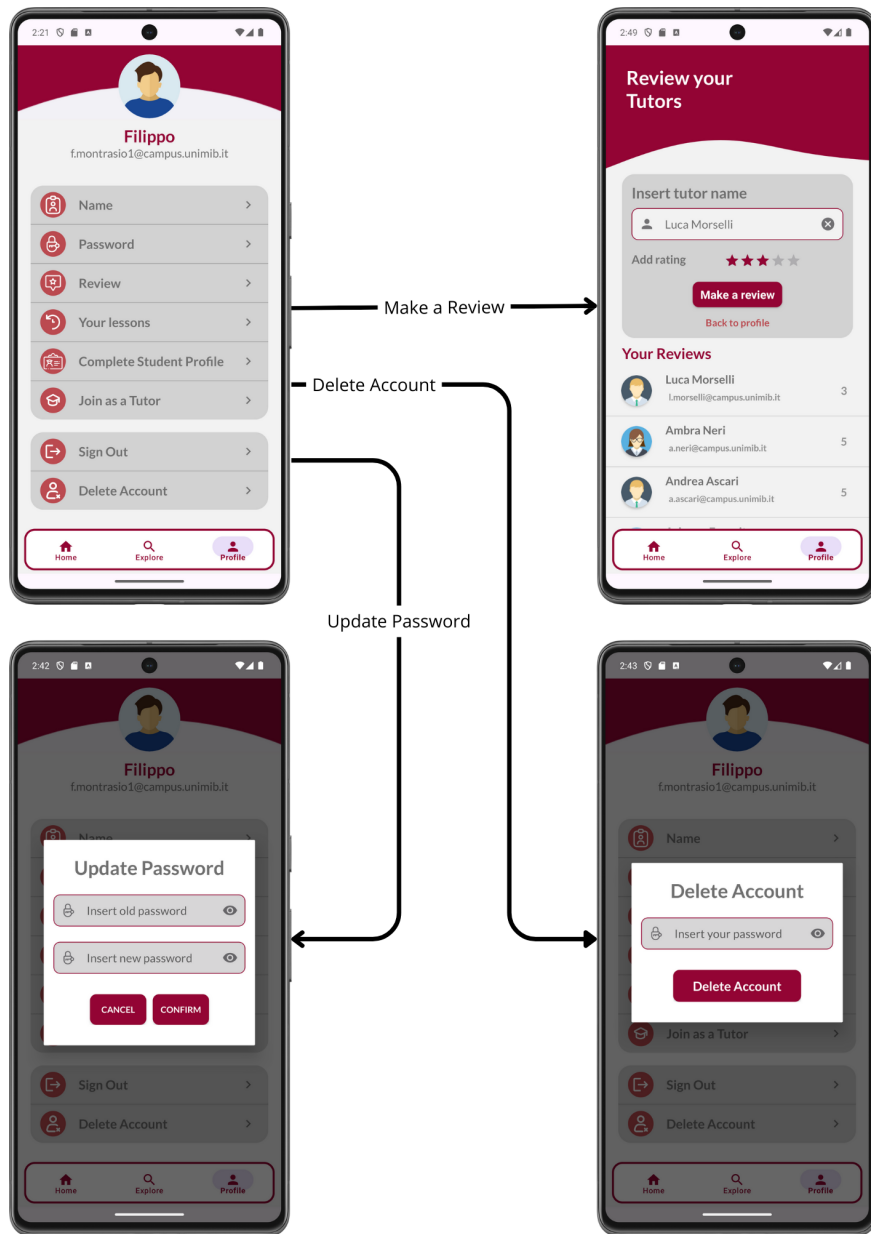 2:21
Filippo
f.montrasio1@campus.unimib.it
Name
Password
Review
Your lessons
Complete Student Profile
Join as a Tutor
Sign Out
Delete Account
Home
Explore
Profile
Make a Review
Delete Account
Update Password
2:49
Review your
Tutors
Insert tutor name
Luca Morselli
Add rating
Make a review
Back to profile
Your Reviews
Luca Morselli
l.morselli@campus.unimib.it
3
Ambra Neri
a.neri@campus.unimib.it
5
Andrea Ascari
a.ascari@campus.unimib.it
5
Home
Explore
Profile
2:42
Filippo
f.montrasio1@campus.unimib.it
Name
Update Password
Insert old password
Insert new password
CANCEL
CONFIRM
Sign Out
Delete Account
Home
Explore
Profile
2:43
Filippo
f.montrasio1@campus.unimib.it
Name
Delete Account
Insert your password
Delete Account
Join as a Tutor
Sign Out
Delete Account
Home
Explore
Profile